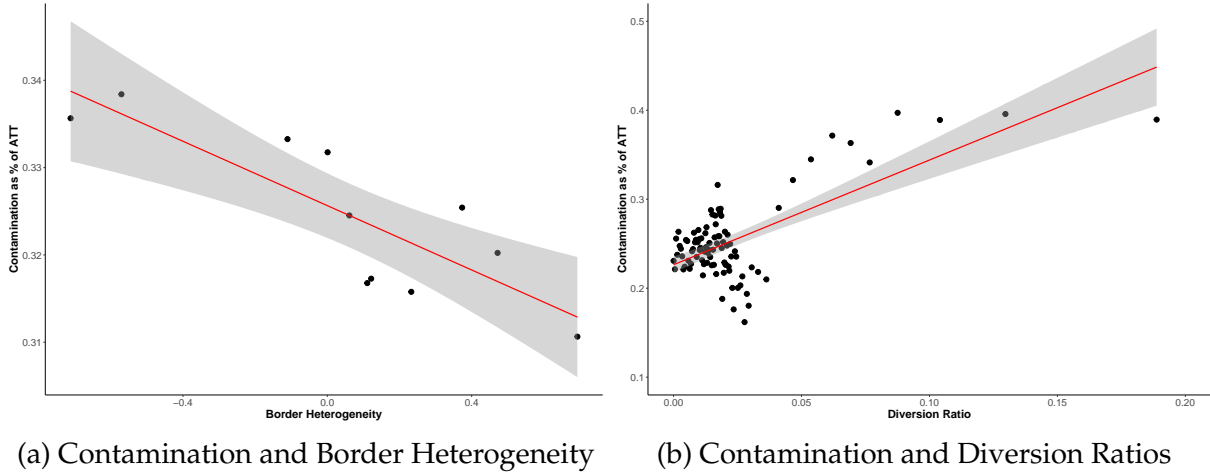 0.34
0.33
0.32
0.31
Contamination as % of ATT
−0.4
0.0
0.4
Border Heterogeneity
(a) Contamination and Border Heterogeneity
0.5
0.4
0.3
0.2
0.1
Contamination as % of ATT
0.00
0.05
0.10
0.15
0.20
Diversion Ratio
(b) Contamination and Diversion Ratios